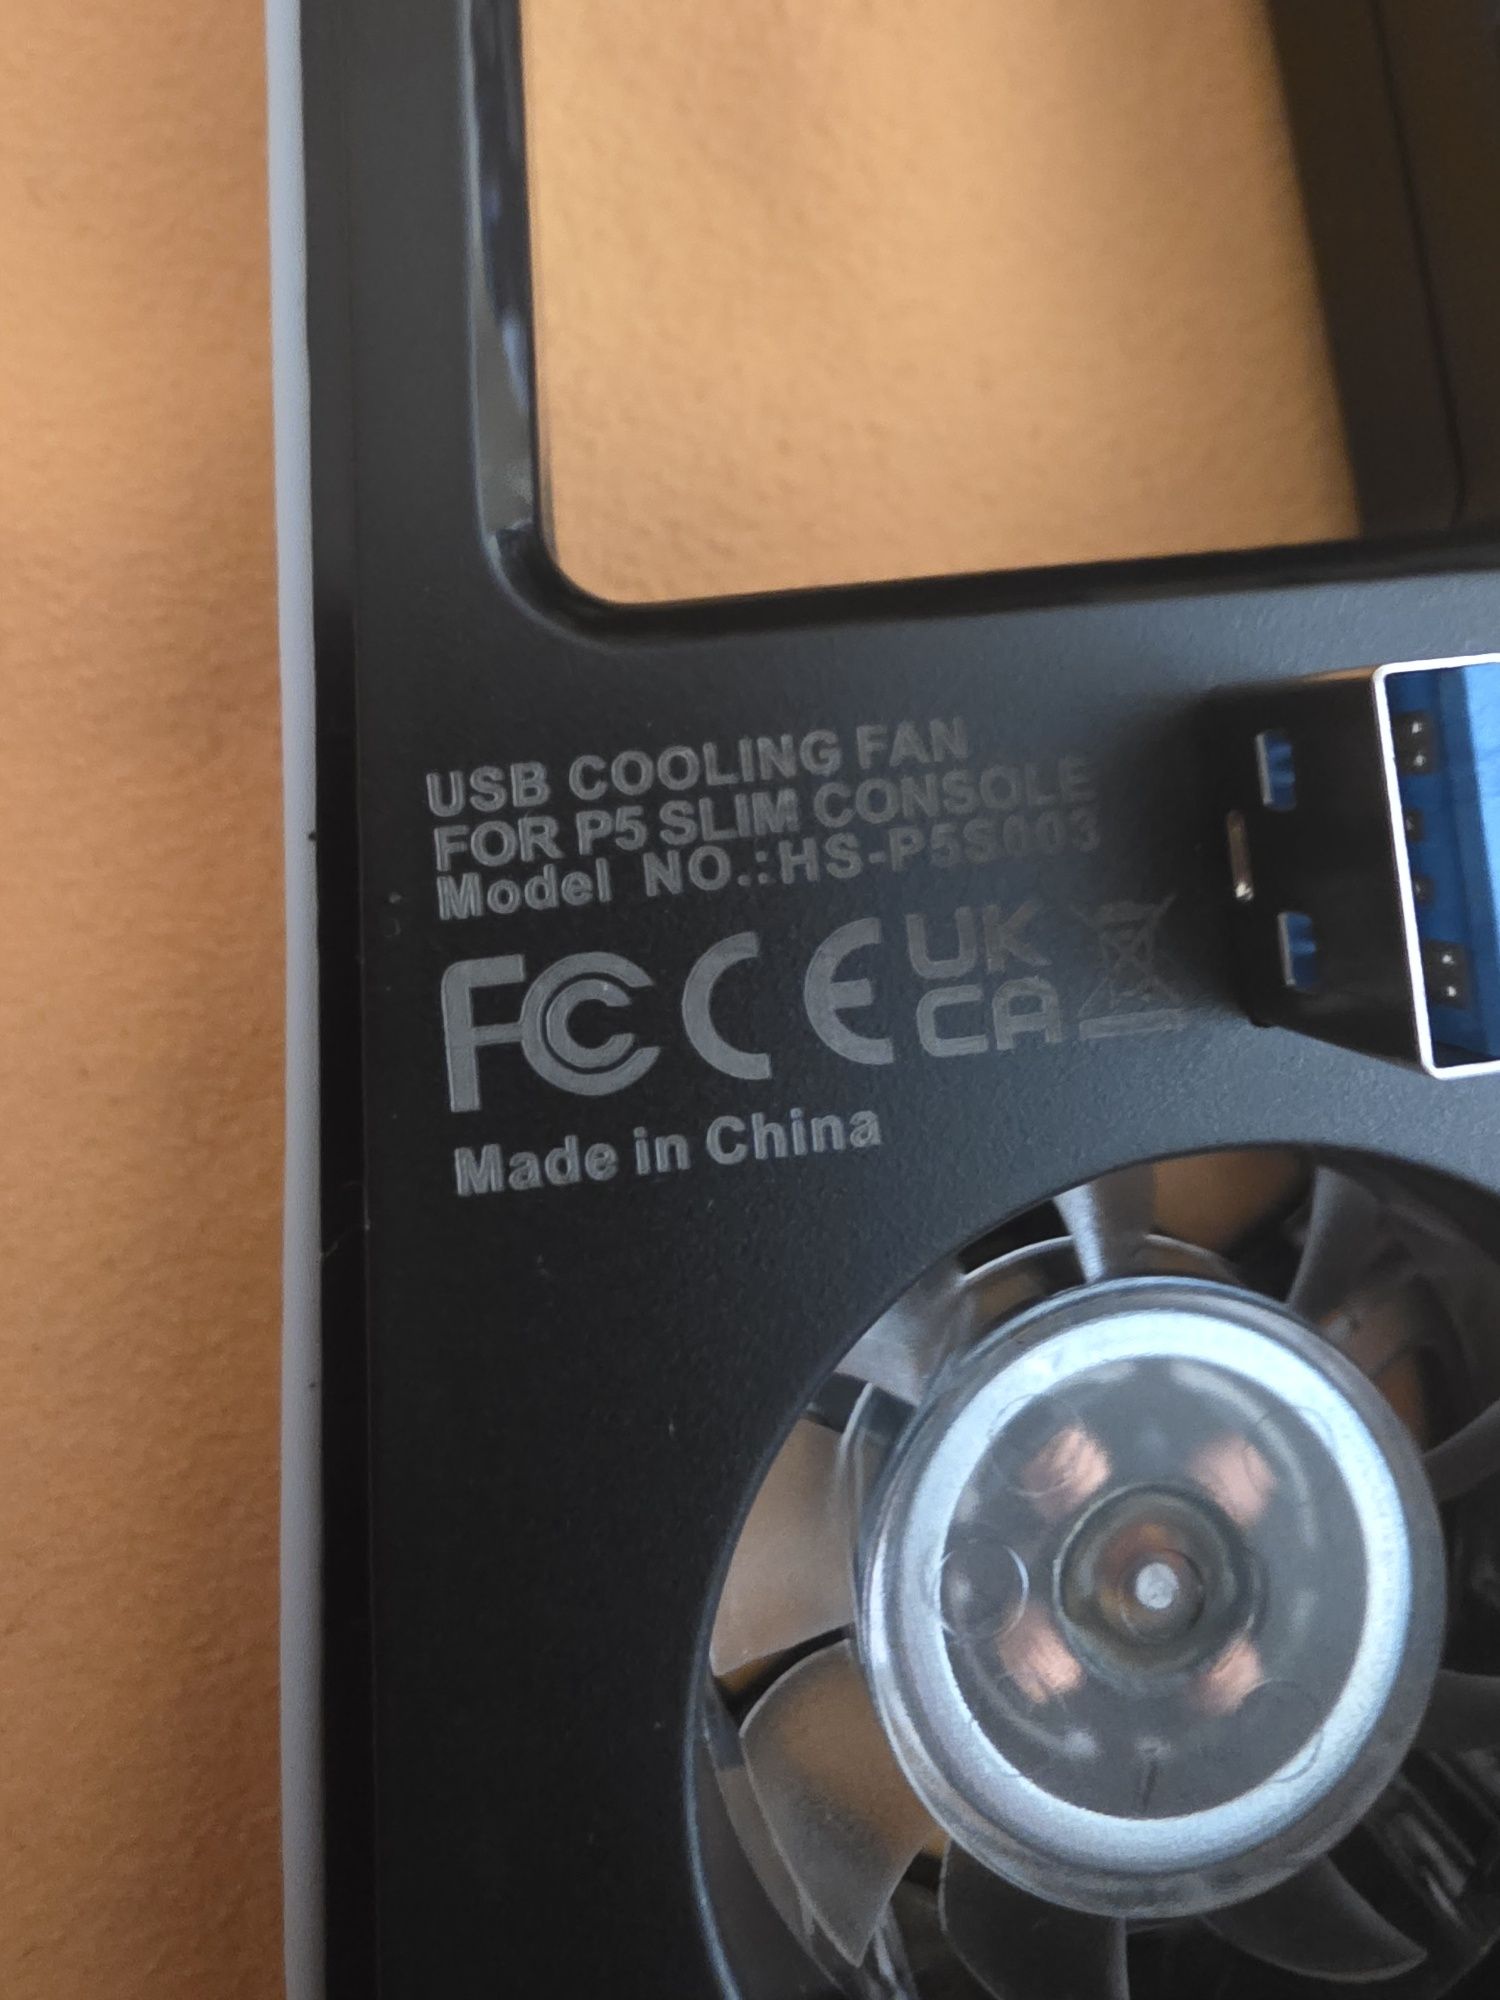 USB COOLING FAN
FOR P5 SLIM CONSOLE
Model NO.:HS-P5S003
FC CE UK
CA
Made in China